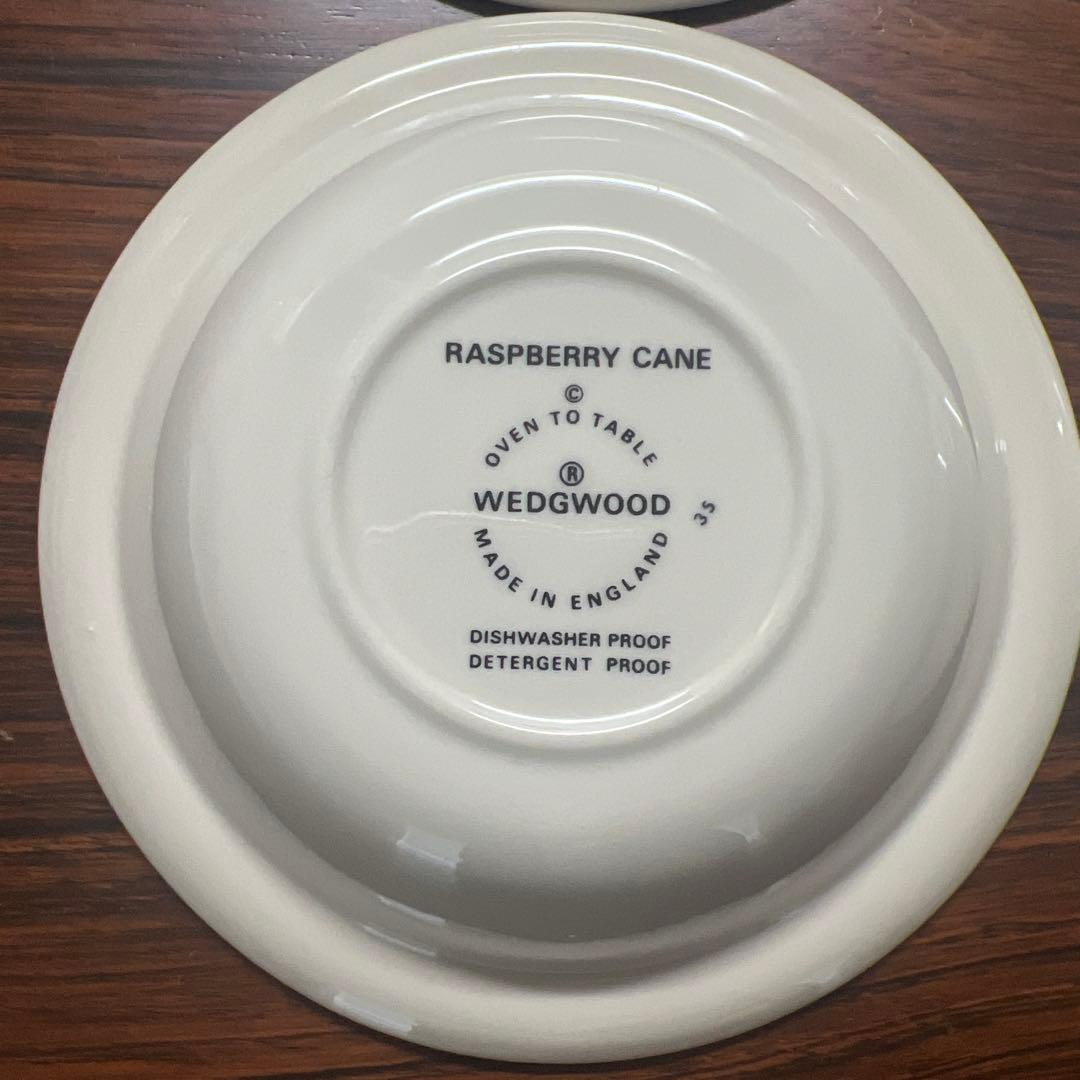 RASPBERRY CANE
©
OVEN TO TABLE
®
WEDGWOOD
35
MADE IN ENGLAND
DISHWASHER PROOF
DETERGENT PROOF